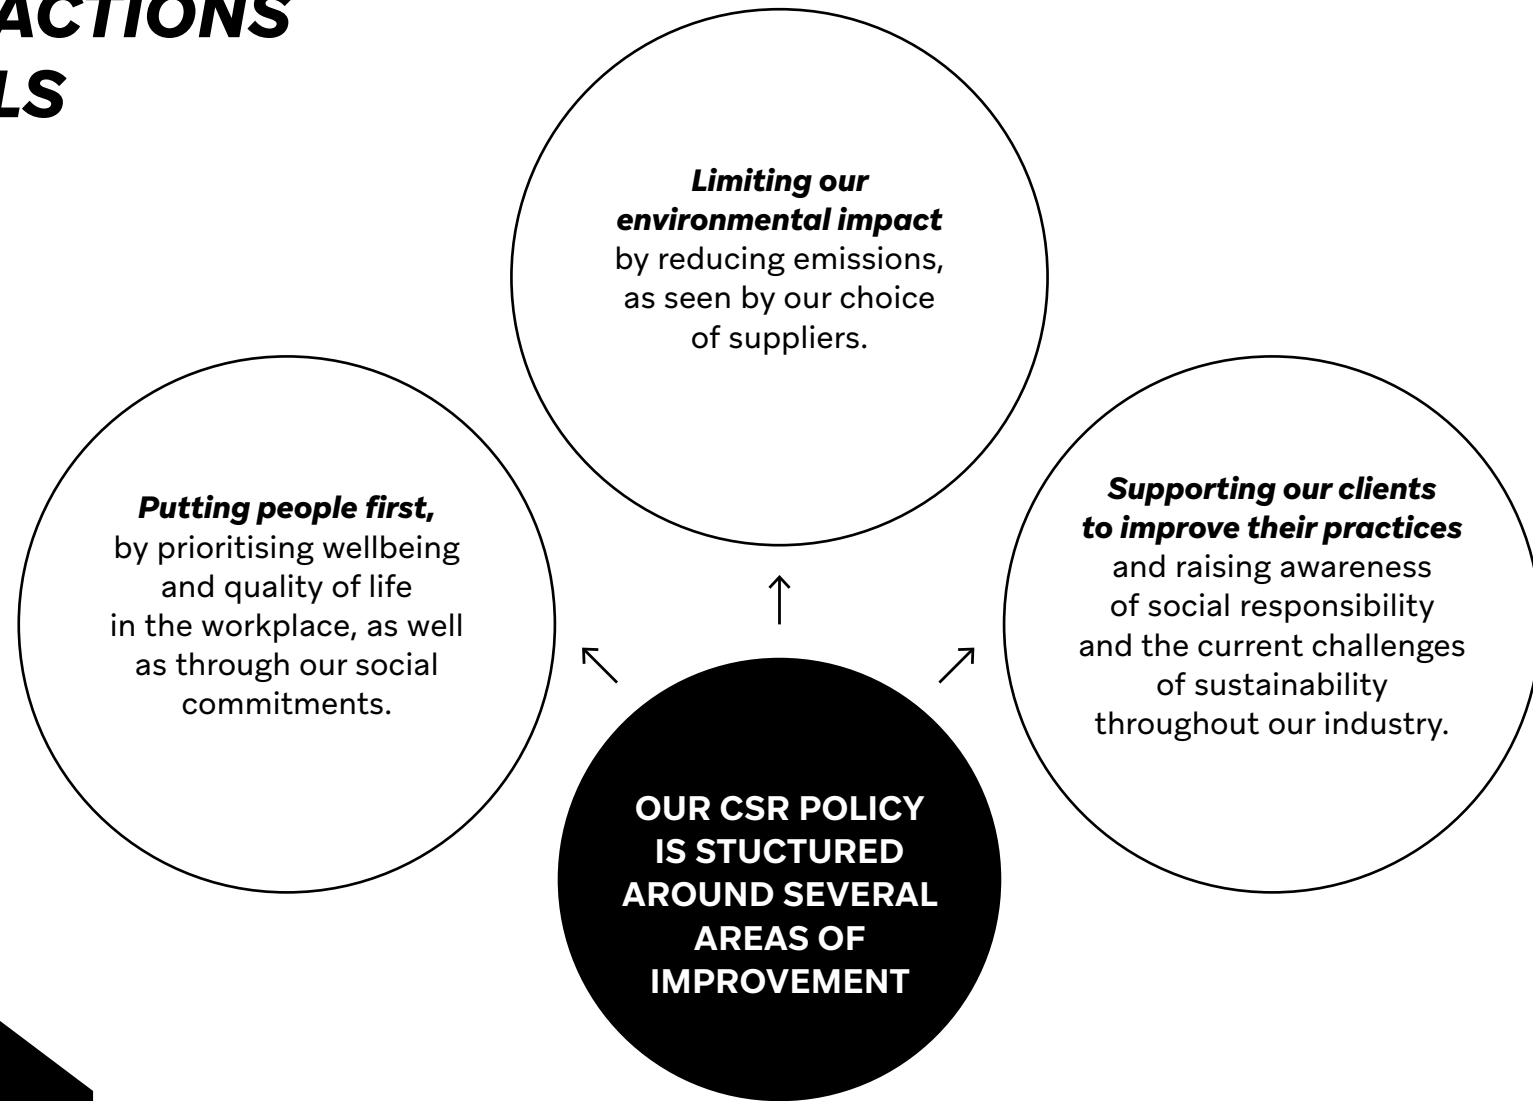 ACTIONS
LS
Limiting our
environmental impact
by reducing emissions,
as seen by our choice
of suppliers.
Putting people first,
by prioritising wellbeing
and quality of life
in the workplace, as well
as through our social
commitments.
Supporting our clients
to improve their practices
and raising awareness
of social responsibility
and the current challenges
of sustainability
throughout our industry.
OUR CSR POLICY
IS STUCTURED
AROUND SEVERAL
AREAS OF
IMPROVEMENT